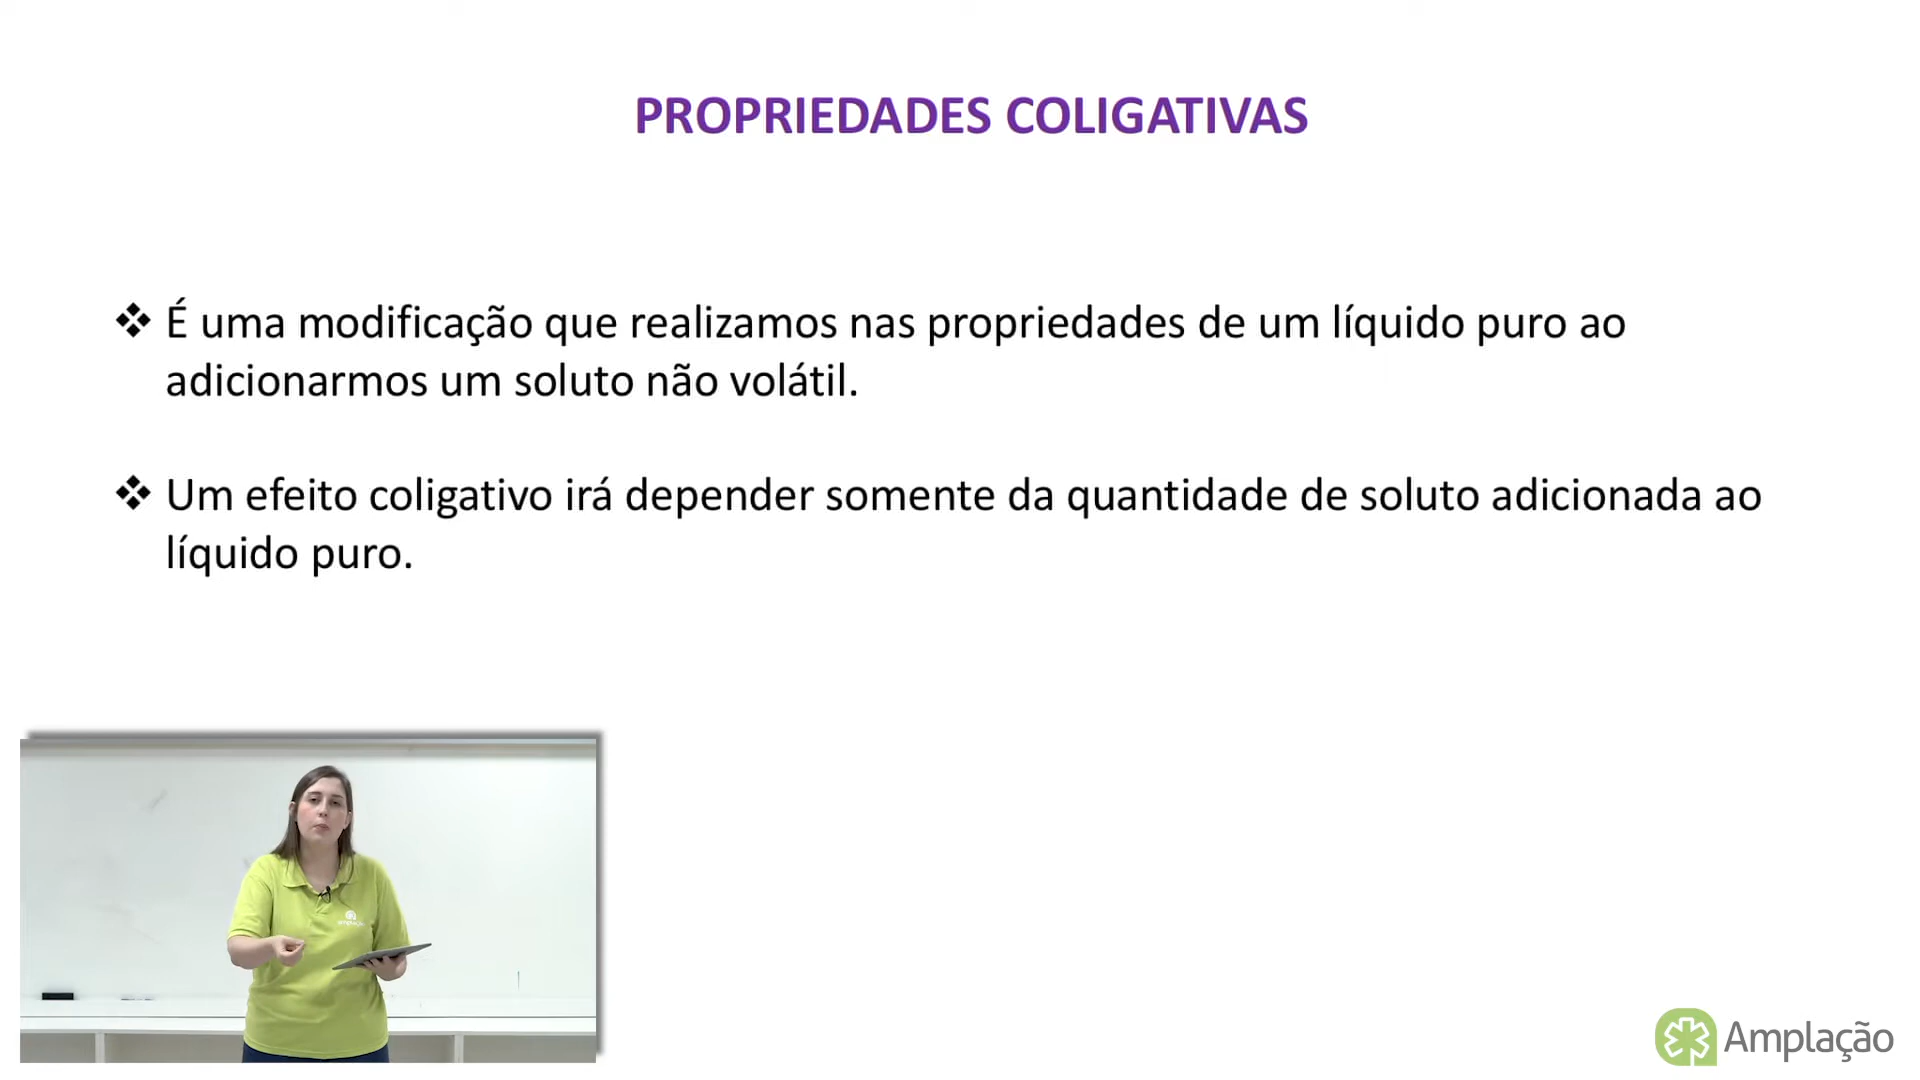 PROPRIEDADES COLIGATIVAS
❖ É uma modificação que realizamos nas propriedades de um líquido puro ao
adicionarmos um soluto não volátil.
❖ Um efeito coligativo irá depender somente da quantidade de soluto adicionada ao
líquido puro.
Amplação